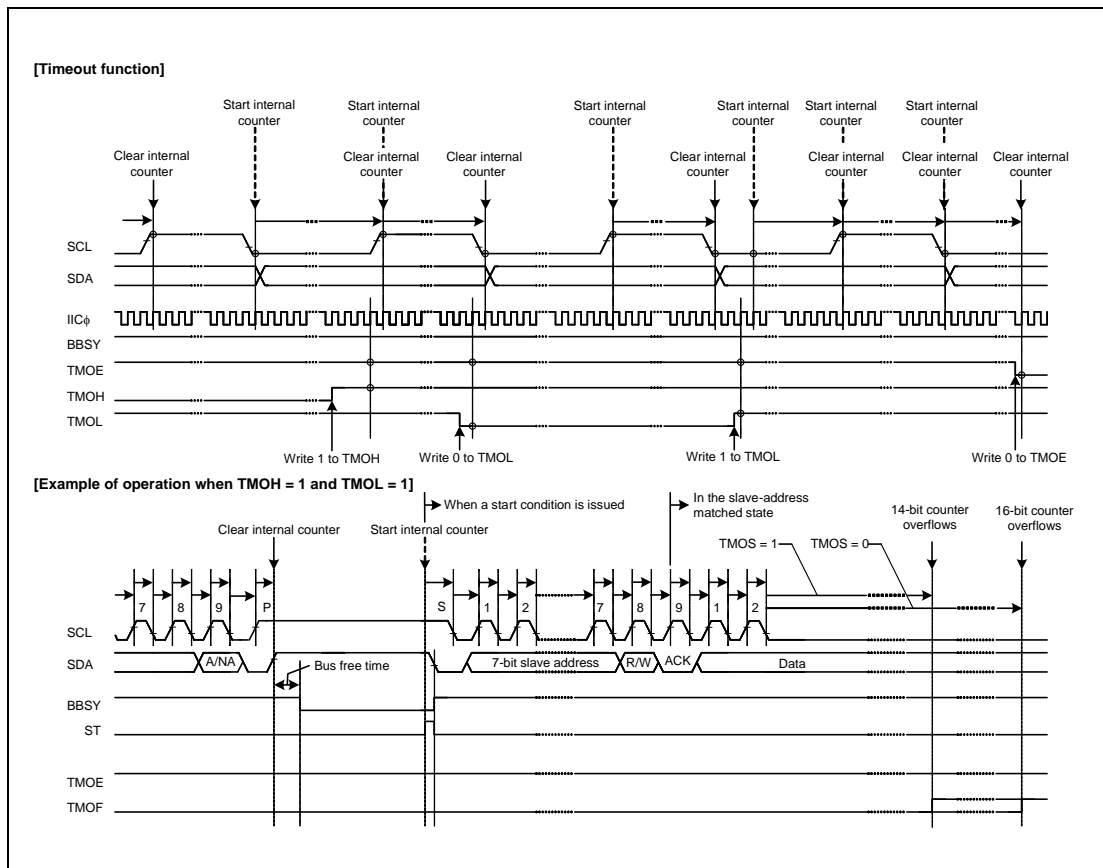 [Timeout function]
Start internal counter
Start internal counter
Start internal counter
Start internal counter
Start internal counter
Start internal counter
Clear internal counter
Clear internal counter
Clear internal counter
Clear internal counter
Clear internal counter
Clear internal counter
Clear internal counter
SCL
SDA
IICφ
BBSY
TMOE
TMOH
TMOL
Write 1 to TMOH
Write 0 to TMOL
Write 1 to TMOL
Write 0 to TMOE
[Example of operation when TMOH = 1 and TMOL = 1]
When a start condition is issued
In the slave-address matched state
Clear internal counter
Start internal counter
14-bit counter overflows
16-bit counter overflows
TMOS = 1
TMOS = 0
7 8 9 P S 1 2 7 8 9 1 2
SCL
SDA
A/NA
Bus free time
7-bit slave address
R/W
ACK
Data
BBSY
ST
TMOE
TMOF